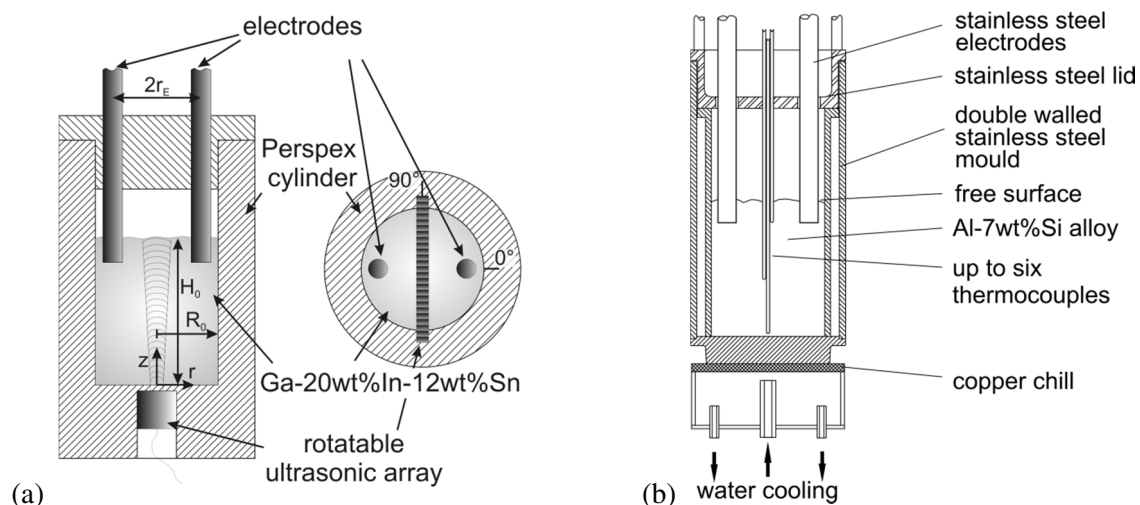 electrodes
2r_E
Perspex
cylinder
90°
0°
H_0
R_0
z
r
Ga-20wt%In-12wt%Sn
rotatable
ultrasonic array
(a)
stainless steel
electrodes
stainless steel lid
double walled
stainless steel
mould
free surface
Al-7wt%Si alloy
up to six
thermocouples
copper chill
water cooling
(b)